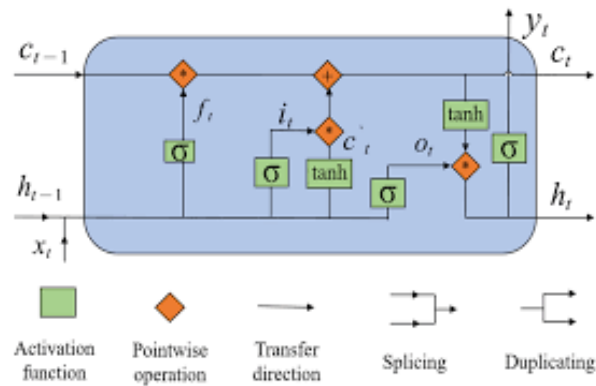 y_t
c_{t-1}
*
+
c_t
f_t
i_t
*
c'_t
o_t
tanh
*
σ
σ
σ
tanh
σ
h_{t-1}
h_t
x_t
Activation
function
Pointwise
operation
Transfer
direction
Splicing
Duplicating